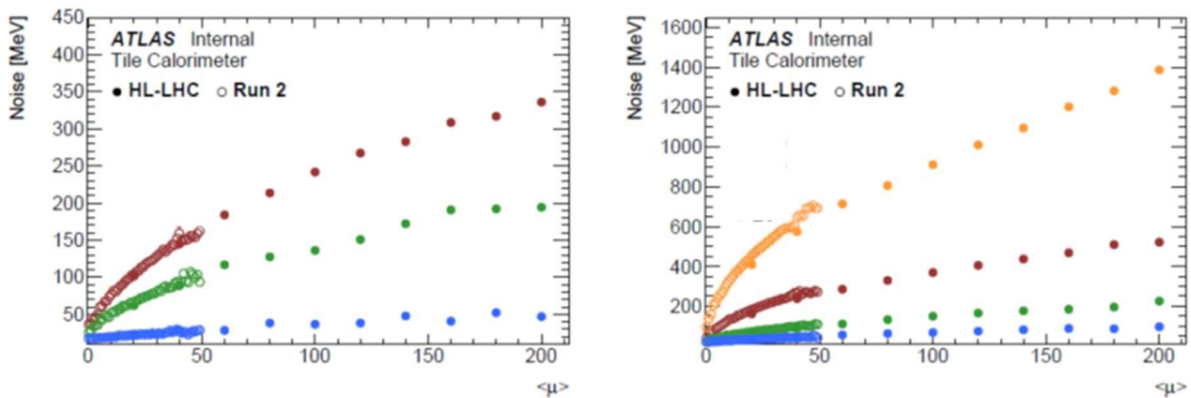 450
400
350
300
250
200
150
100
50
Noise [MeV]
ATLAS Internal
Tile Calorimeter
HL-LHC Run 2
0 50 100 150 200
<μ>
1600
1400
1200
1000
800
600
400
200
Noise [MeV]
ATLAS Internal
Tile Calorimeter
HL-LHC Run 2
0 50 100 150 200
<μ>